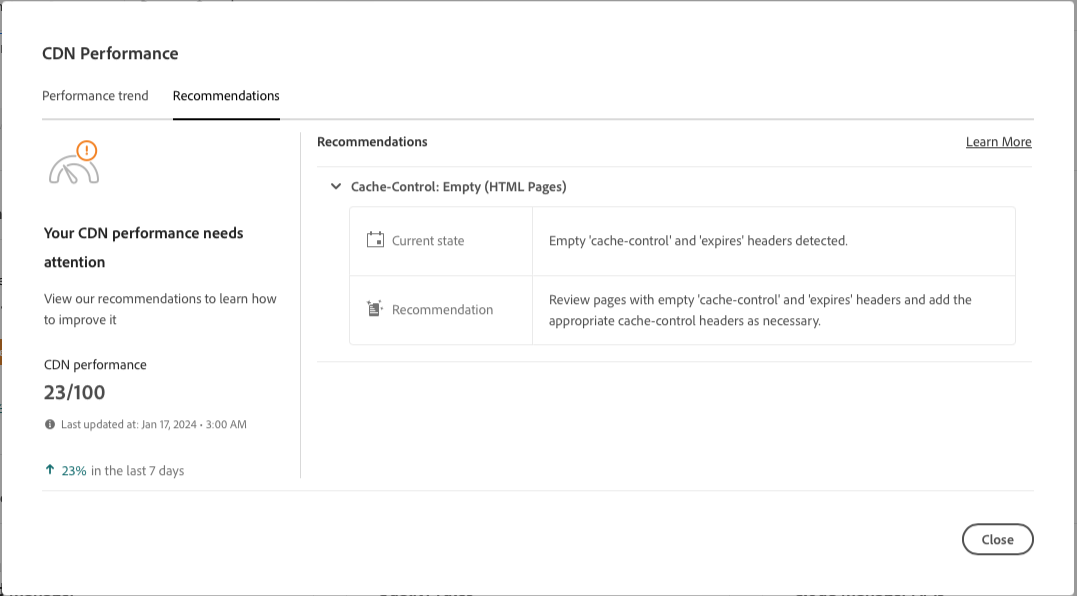 CDN Performance
Performance trend Recommendations
Your CDN performance needs
attention
View our recommendations to learn how
to improve it
CDN performance
23/100
Last updated at: Jan 17, 2024 • 3:00 AM
23% in the last 7 days
Recommendations Learn More
Cache-Control: Empty (HTML Pages)
Current state Empty 'cache-control' and 'expires' headers detected.
Recommendation Review pages with empty 'cache-control' and 'expires' headers and add the
appropriate cache-control headers as necessary.
Close